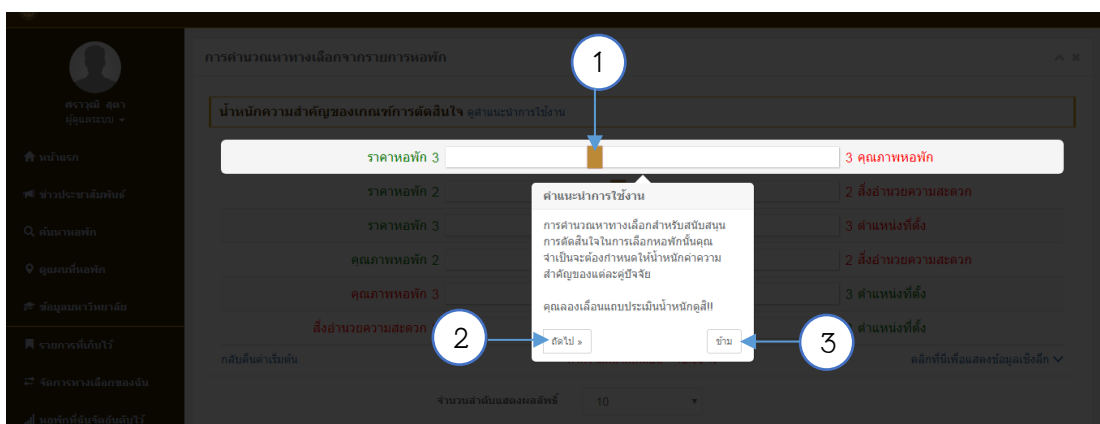 การคำนวณหาทางเลือกจากรายการหอพัก
1
ศราวุฒิ สุดา
ผู้ดูแลระบบ
น้ำหนักความสำคัญของเกณฑ์การตัดสินใจ ดูคำแนะนำการใช้งาน
หน้าแรก
ราคาหอพัก 3 3 คุณภาพหอพัก
ข่าวประชาสัมพันธ์
ราคาหอพัก 2 2 สิ่งอำนวยความสะดวก
คำแนะนำการใช้งาน
ค้นหาหอพัก
ราคาหอพัก 3 3 ตำแหน่งที่ตั้ง
การคำนวณหาทางเลือกสำหรับสนับสนุน
การตัดสินใจในการเลือกหอพักนั้นคุณ
จำเป็นจะต้องกำหนดให้น้ำหนักค่าความ
สำคัญของแต่ละคู่ปัจจัย
ดูแผนที่หอพัก
คุณภาพหอพัก 2 2 สิ่งอำนวยความสะดวก
ข้อมูลมหาวิทยาลัย
คุณภาพหอพัก 3 3 ตำแหน่งที่ตั้ง
คุณลองเลื่อนแถบประเมินน้ำหนักดูสิ!!
สิ่งอำนวยความสะดวก ตำแหน่งที่ตั้ง
2 ถัดไป » ข้าม 3
รายการที่เก็บไว้
กลับคืนค่าเริ่มต้น คลิกที่นี่เพื่อแสดงข้อมูลเชิงลึก
จัดการทางเลือกของฉัน
จำนวนลำดับแสดงผลลัพธ์ 10
หอพักที่ฉันจัดอันดับไว้